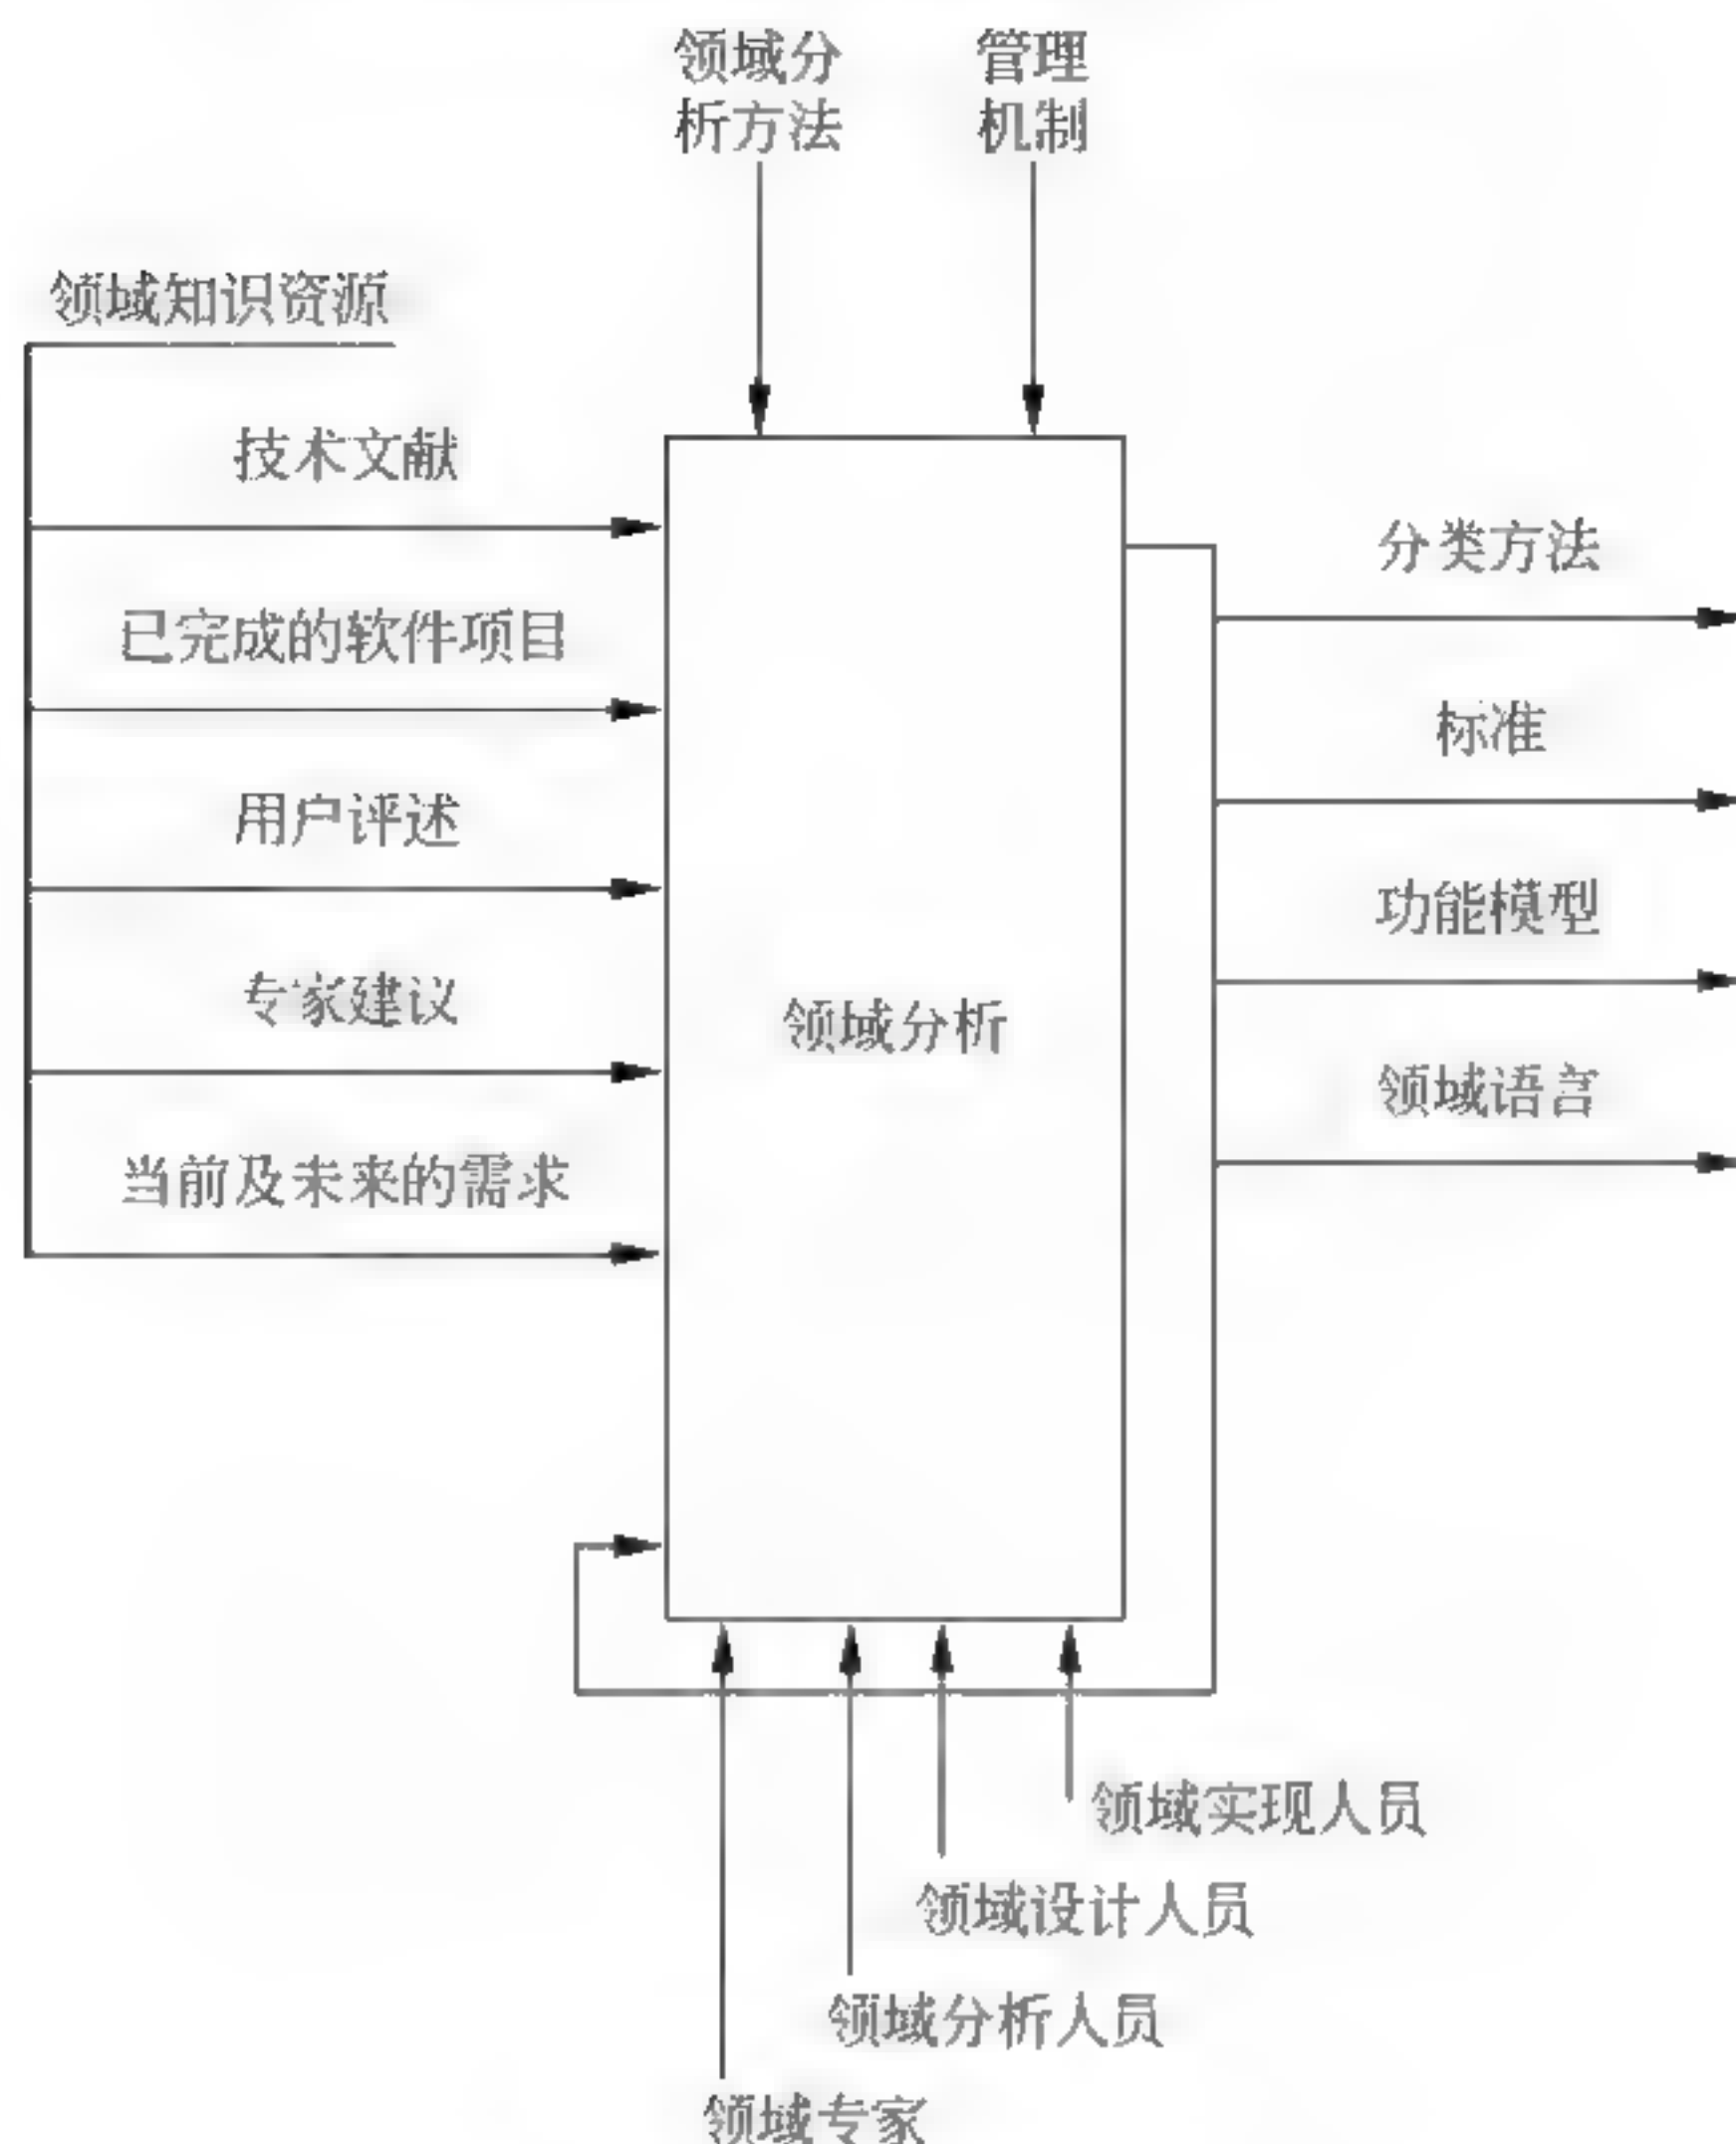 领域分
析方法
管理
机制
领域知识资源
技术文献
已完成的软件项目
用户评述
专家建议
当前及未来的需求
领域分析
分类方法
标准
功能模型
领域语言
领域实现人员
领域设计人员
领域分析人员
领域专家